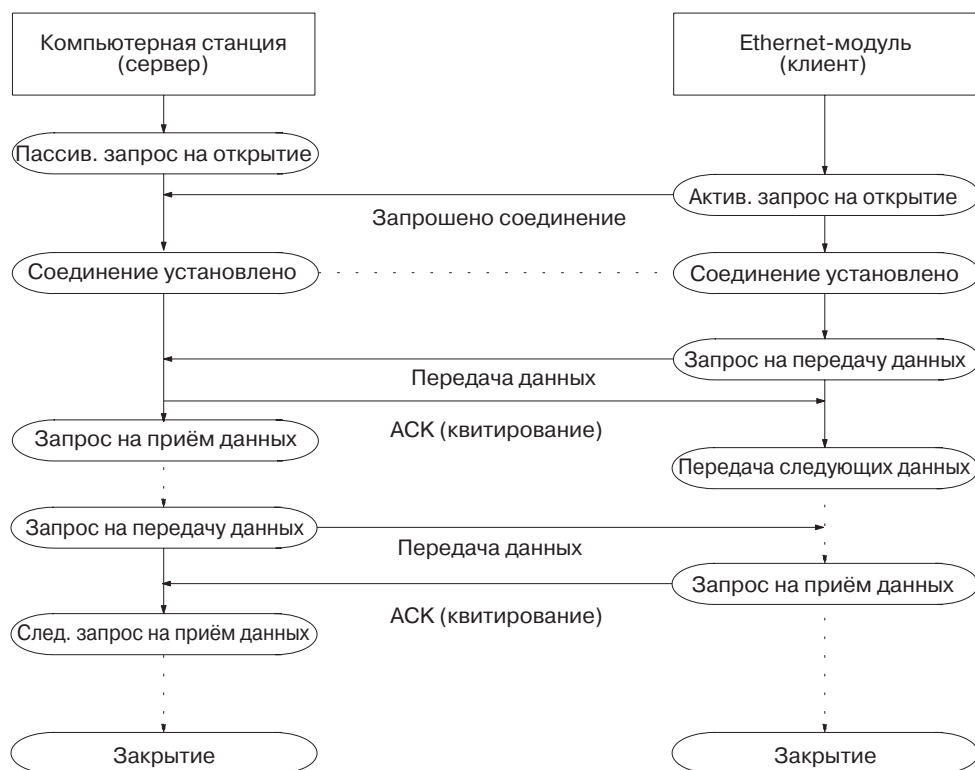 Компьютерная станция
(сервер)
Ethernet-модуль
(клиент)
Пассив. запрос на открытие
Актив. запрос на открытие
Запрошено соединение
Соединение установлено
Соединение установлено
Запрос на передачу данных
Передача данных
ACK (квитирование)
Запрос на приём данных
Передача следующих данных
Запрос на передачу данных
Передача данных
Запрос на приём данных
ACK (квитирование)
След. запрос на приём данных
Закрытие
Закрытие